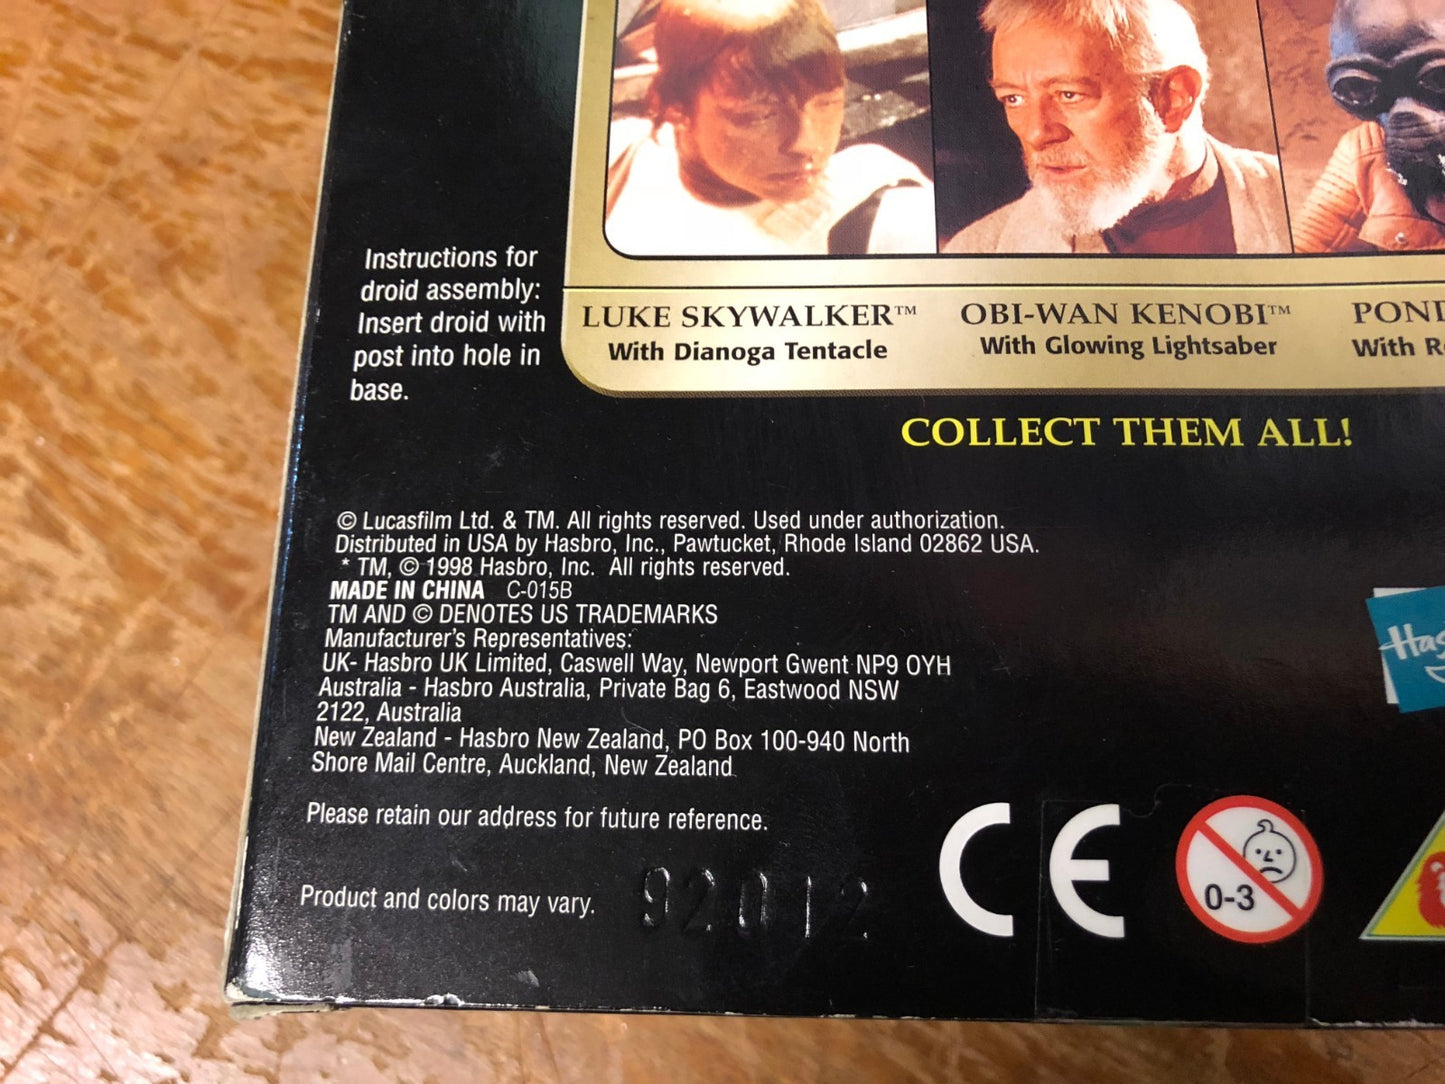 Instructions for
droid assembly:
Insert droid with
post into hole in
base.
LUKE SKYWALKER™
With Dianoga Tentacle
OBI-WAN KENOBI™
With Glowing Lightsaber
With
COLLECT THEM ALL!
© Lucasfilm Ltd. & TM. All rights reserved. Used under authorization.
Distributed in USA by Hasbro, Inc., Pawtucket, Rhode Island 02862 USA.
* TM, © 1998 Hasbro, Inc. All rights reserved.
MADE IN CHINA C-015B
TM AND © DENOTES US TRADEMARKS
Manufacturer's Representatives:
UK- Hasbro UK Limited, Caswell Way, Newport Gwent NP9 0YH
Australia - Hasbro Australia, Private Bag 6, Eastwood NSW
2122, Australia
New Zealand - Hasbro New Zealand, PO Box 100-940 North
Shore Mail Centre, Auckland, New Zealand
Please retain our address for future reference.
Product and colors may vary.
92012
CE
0-3